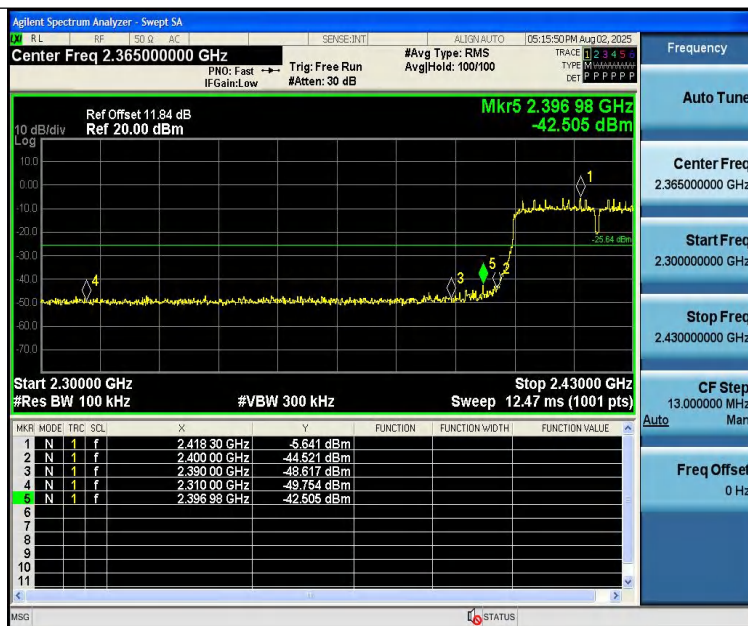 Agilent Spectrum Analyzer - Swept SA
LXI RL RF 50 Ω AC SENSE:INT ALIGN AUTO 05:15:50 PM Aug 02, 2025
Center Freq 2.365000000 GHz
PNO: Fast
IFGain:Low
Trig: Free Run
#Atten: 30 dB
#Avg Type: RMS
Avg|Hold: 100/100
TRACE 1 2 3 4 5 6
TYPE M
DET P P P P P P
Frequency
Auto Tune
Center Freq
2.365000000 GHz
Start Freq
2.300000000 GHz
Stop Freq
2.430000000 GHz
CF Step
13.000000 MHz
Auto Man
Freq Offset
0 Hz
Mkr5 2.396 98 GHz
-42.505 dBm
Ref Offset 11.84 dB
10 dB/div Ref 20.00 dBm
Log
10.0
0.00
-10.0
-20.0
-30.0
-40.0
-50.0
-60.0
-70.0
1
-25.64 dBm
4
3
5
2
Start 2.30000 GHz Stop 2.43000 GHz
#Res BW 100 kHz #VBW 300 kHz Sweep 12.47 ms (1001 pts)
MKR MODE TRC SCL X Y FUNCTION FUNCTION WIDTH FUNCTION VALUE
1 N 1 f 2.418 30 GHz -5.641 dBm
2 N 1 f 2.400 00 GHz -44.521 dBm
3 N 1 f 2.390 00 GHz -48.617 dBm
4 N 1 f 2.310 00 GHz -49.754 dBm
5 N 1 f 2.396 98 GHz -42.505 dBm
6
7
8
9
10
11
MSG STATUS